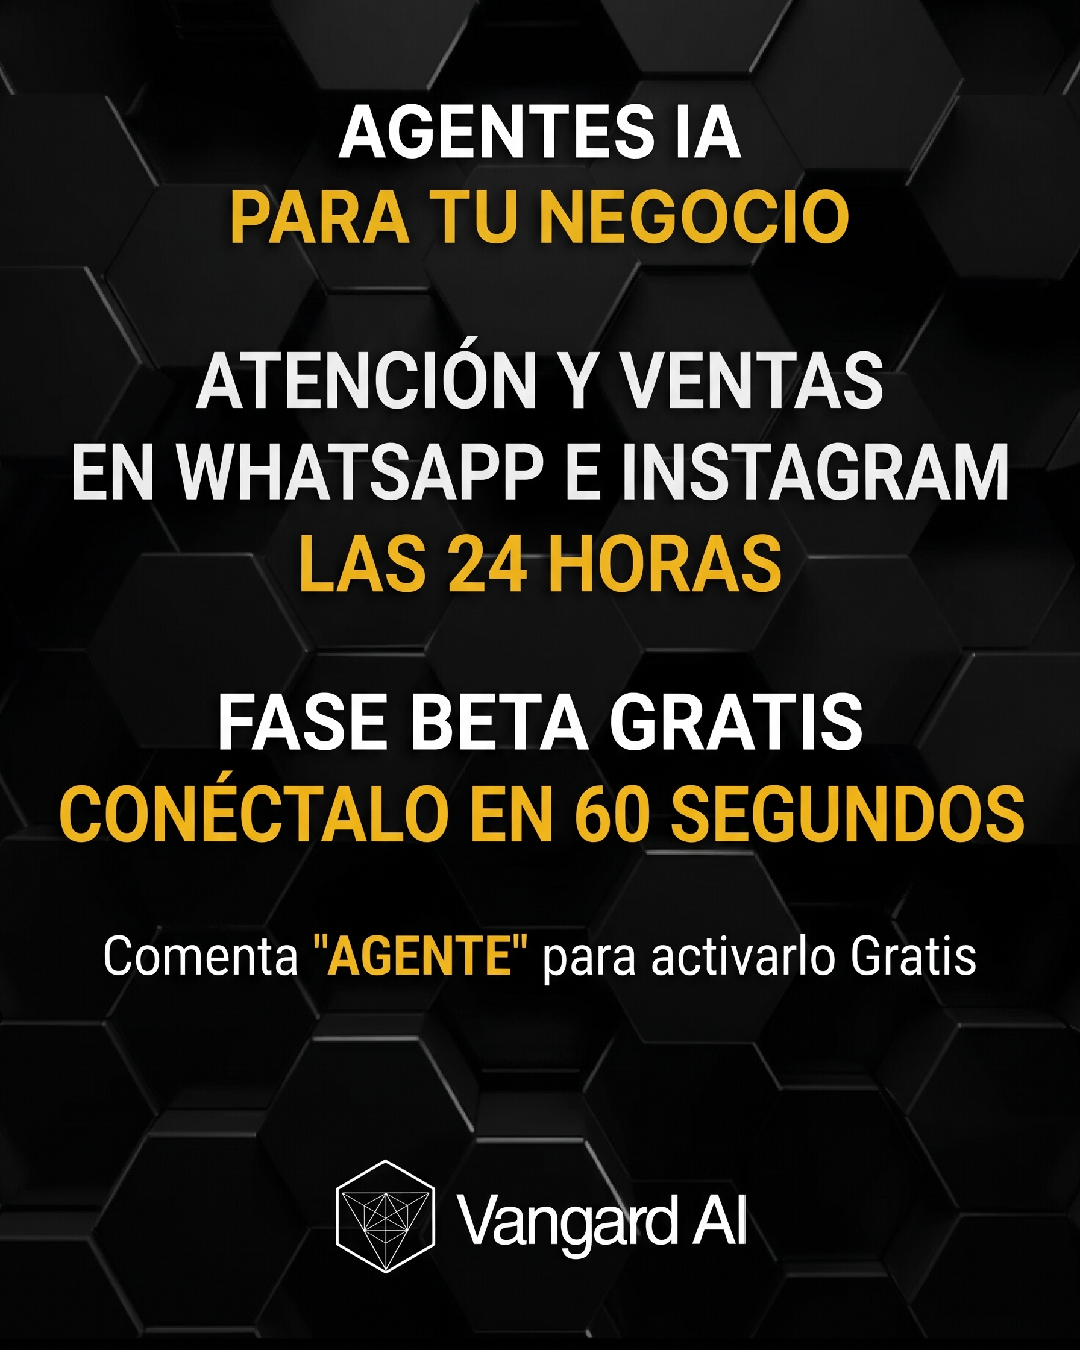 AGENTES IA
PARA TU NEGOCIO
ATENCIÓN Y VENTAS
EN WHATSAPP E INSTAGRAM
LAS 24 HORAS
FASE BETA GRATIS
CONÉCTALO EN 60 SEGUNDOS
Comenta "AGENTE" para activarlo Gratis
Vangard AI